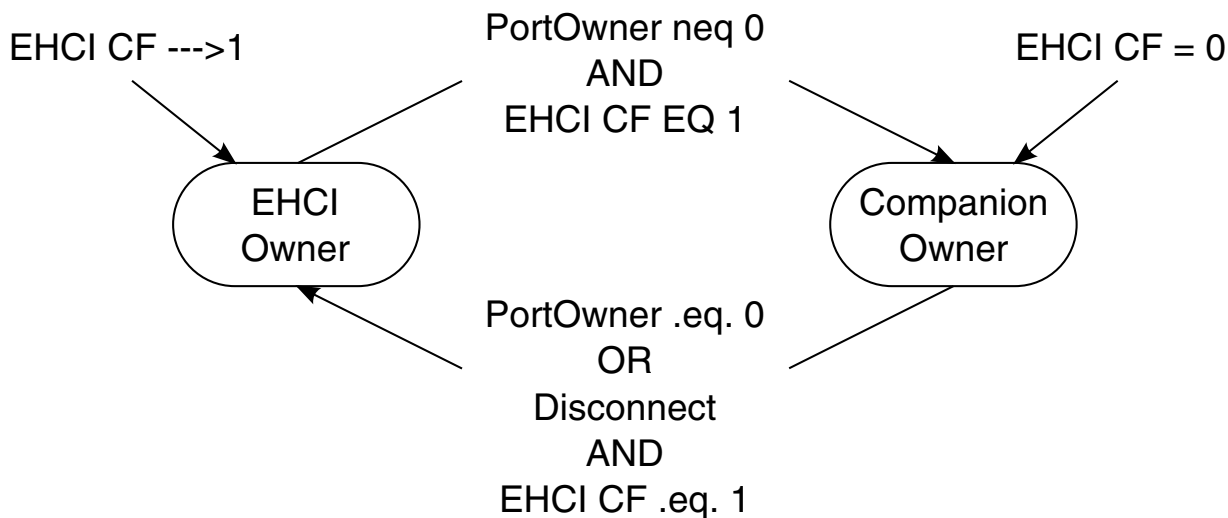 EHCI CF --->1
PortOwner neq 0
AND
EHCI CF EQ 1
EHCI CF = 0
EHCI
Owner
Companion
Owner
PortOwner .eq. 0
OR
Disconnect
AND
EHCI CF .eq. 1